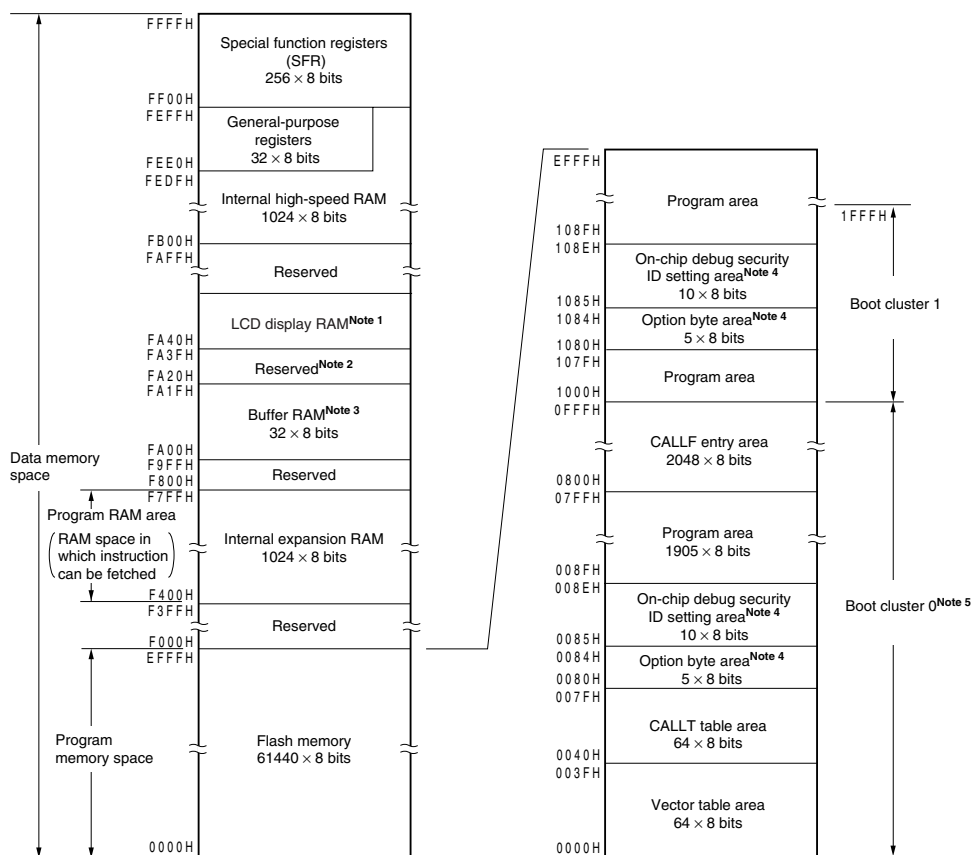 FFFFH
Special function registers
(SFR)
256 × 8 bits
FF00H
FEFFH
General-purpose
registers
32 × 8 bits
FEE0H
FEDFH
Internal high-speed RAM
1024 × 8 bits
FB00H
FAFFH
Reserved
LCD display RAMNote 1
FA40H
FA3FH
ReservedNote 2
FA20H
FA1FH
Buffer RAMNote 3
32 × 8 bits
FA00H
F9FFH
Reserved
F800H
F7FFH
Data memory
space
Program RAM area
(RAM space in
which instruction
can be fetched)
Internal expansion RAM
1024 × 8 bits
F400H
F3FFH
Reserved
F000H
EFFFH
Program
memory space
Flash memory
61440 × 8 bits
0000H
EFFFH
Program area
1FFFH
108FH
108EH
On-chip debug security
ID setting areaNote 4
10 × 8 bits
1085H
1084H
Option byte areaNote 4
5 × 8 bits
1080H
107FH
Program area
1000H
0FFFH
Boot cluster 1
CALLF entry area
2048 × 8 bits
0800H
07FFH
Program area
1905 × 8 bits
008FH
008EH
On-chip debug security
ID setting areaNote 4
10 × 8 bits
0085H
0084H
Option byte areaNote 4
5 × 8 bits
0080H
007FH
Boot cluster 0Note 5
CALLT table area
64 × 8 bits
0040H
003FH
Vector table area
64 × 8 bits
0000H